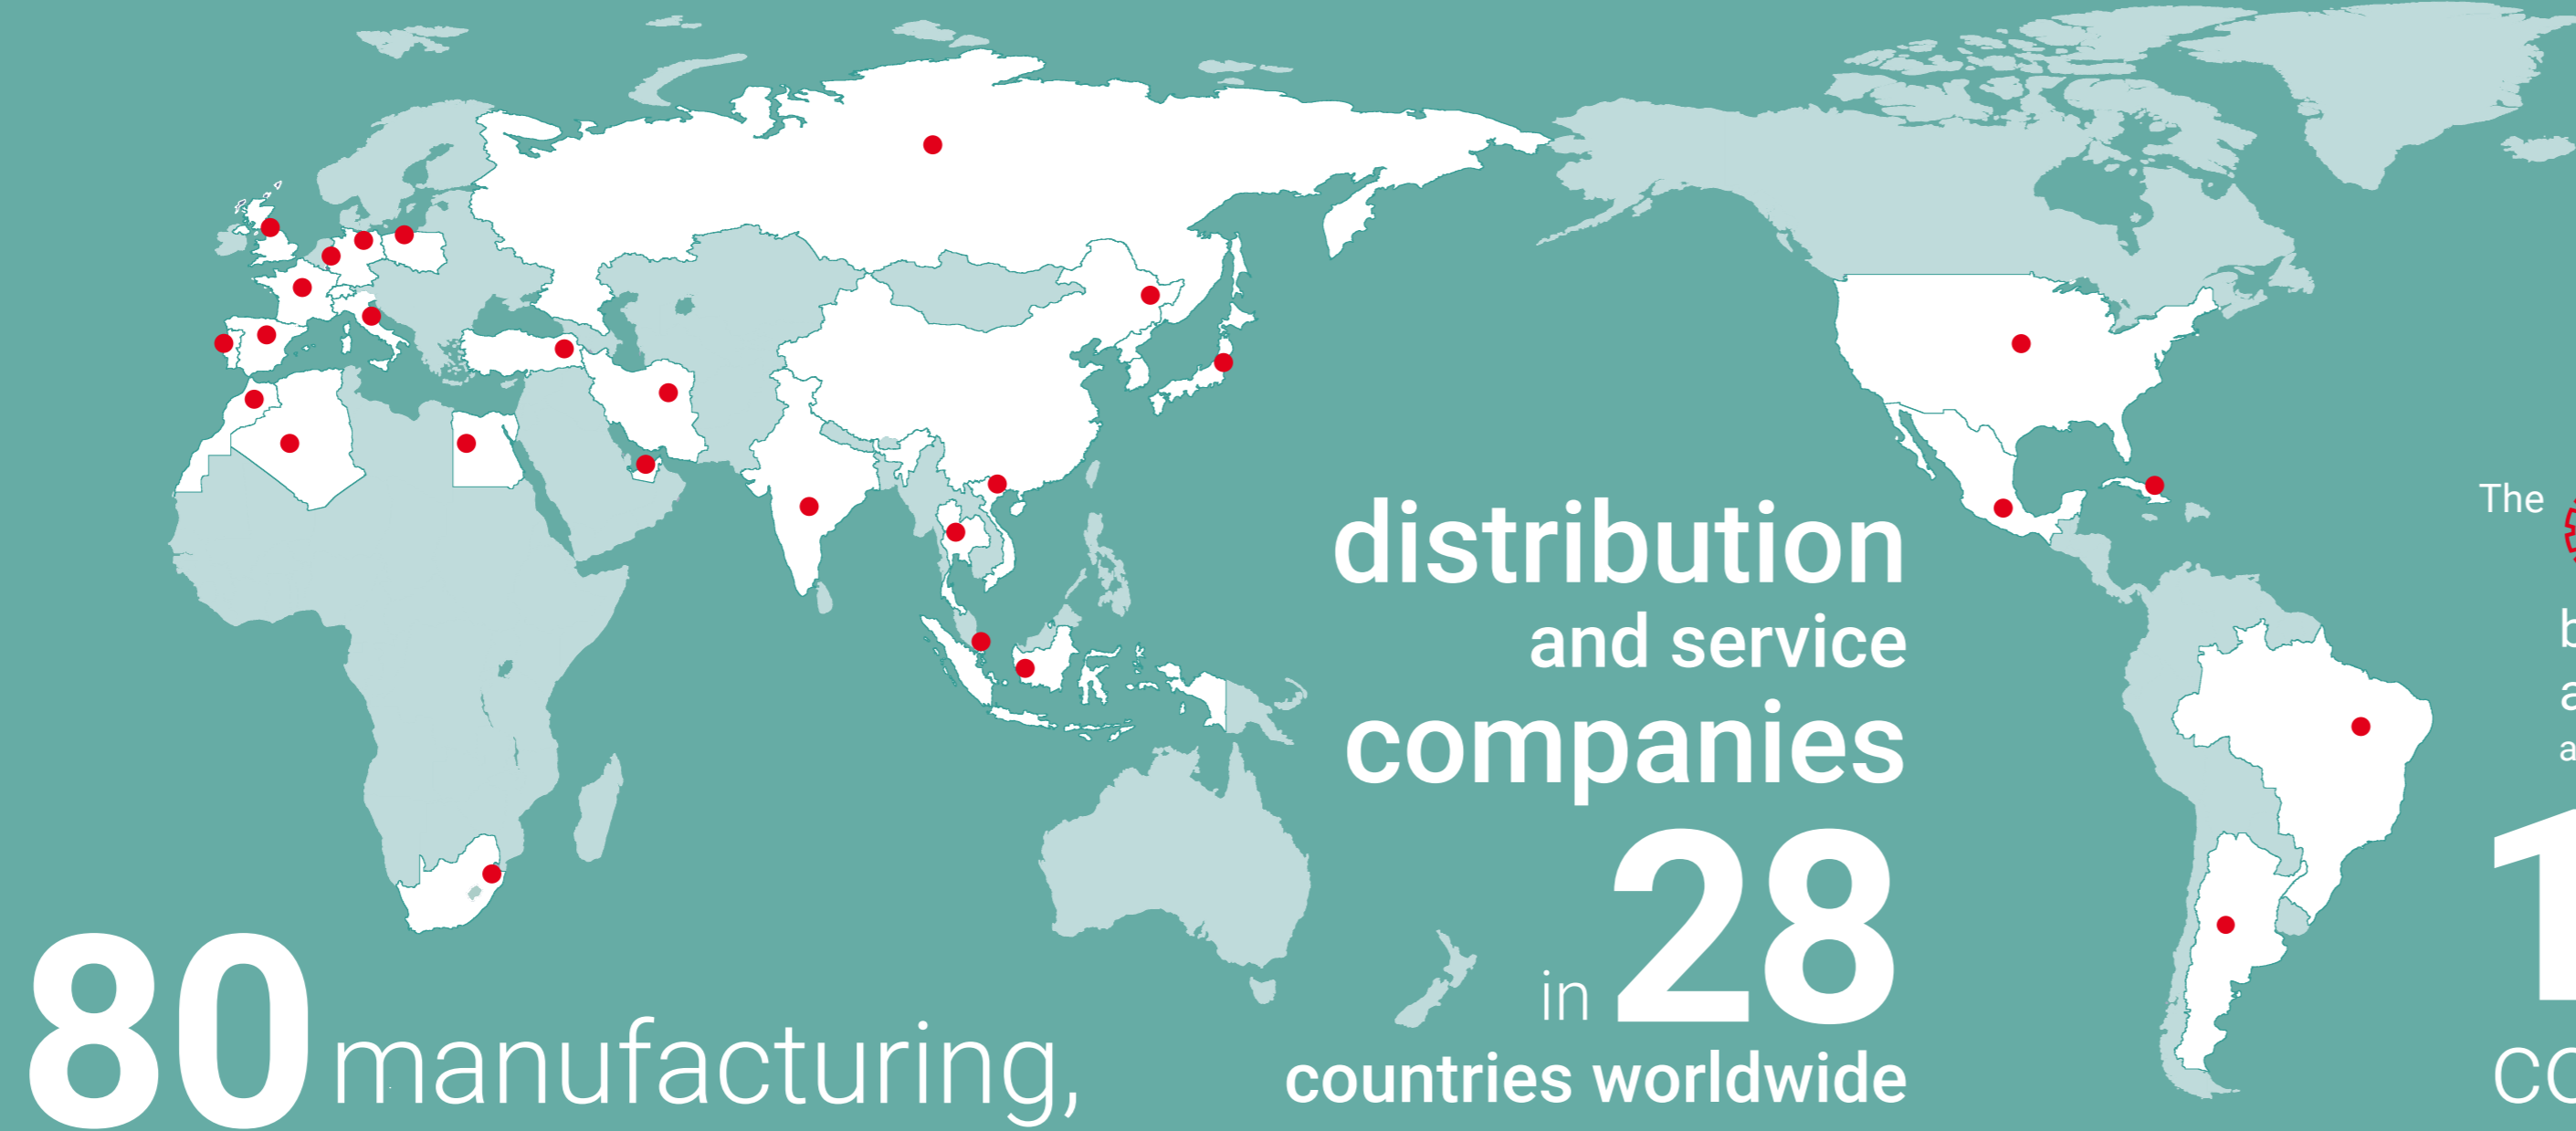 80 manufacturing,
distribution
and service
companies
in 28
countries worldwide
The